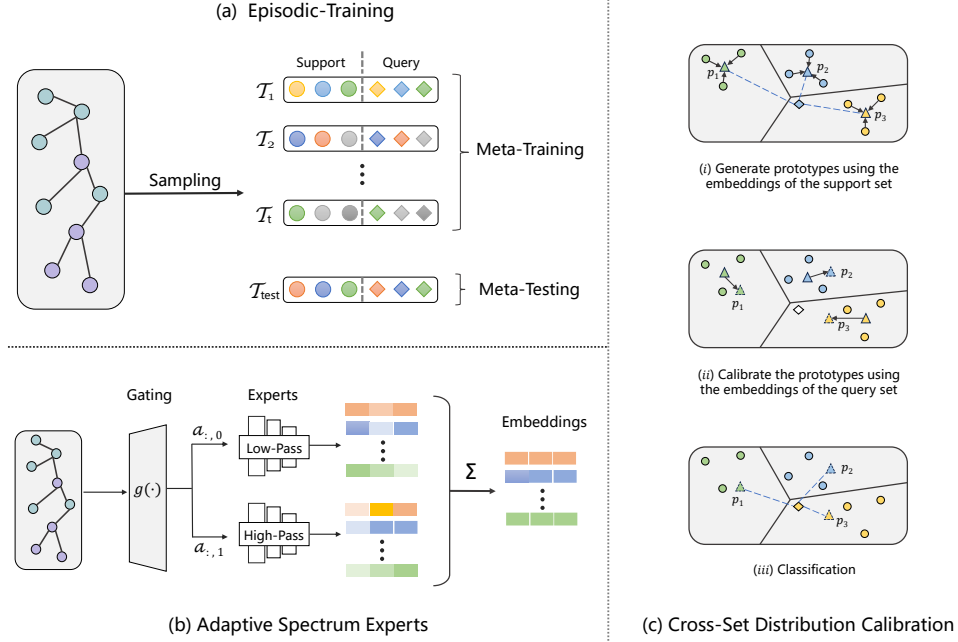 (a) Episodic-Training
Support
Query
𝒯1
𝒯2
𝒯t
𝒯test
Sampling
Meta-Training
Meta-Testing
Gating
Experts
Embeddings
g(·)
a:,0
a:,1
Low-Pass
High-Pass
Σ
(b) Adaptive Spectrum Experts
p1
p2
p3
(i) Generate prototypes using the
embeddings of the support set
p1
p2
p3
(ii) Calibrate the prototypes using
the embeddings of the query set
p1
p2
p3
(iii) Classification
(c) Cross-Set Distribution Calibration